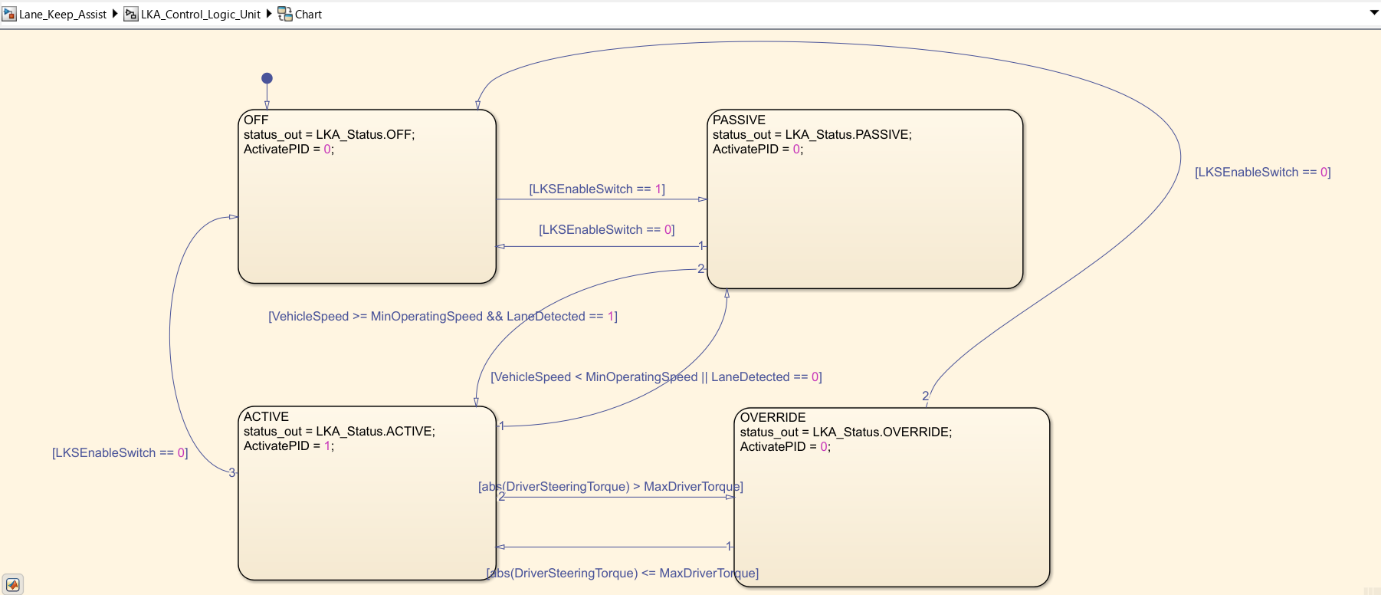 Lane_Keep_Assist LKA_Control_Logic_Unit Chart
OFF
status_out = LKA_Status.OFF;
ActivatePID = 0;
PASSIVE
status_out = LKA_Status.PASSIVE;
ActivatePID = 0;
[LKSEnableSwitch == 0]
[LKSEnableSwitch == 1]
[LKSEnableSwitch == 0]
1
2
[VehicleSpeed >= MinOperatingSpeed && LaneDetected == 1]
[VehicleSpeed < MinOperatingSpeed || LaneDetected == 0]
2
ACTIVE
status_out = LKA_Status.ACTIVE;
ActivatePID = 1;
1
OVERRIDE
status_out = LKA_Status.OVERRIDE;
ActivatePID = 0;
[LKSEnableSwitch == 0]
3
[abs(DriverSteeringTorque) > MaxDriverTorque]
2
1
[abs(DriverSteeringTorque) <= MaxDriverTorque]